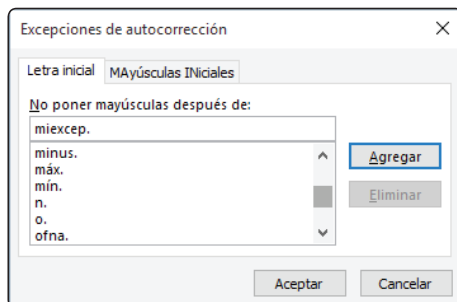 Excepciones de autocorrección
Letra inicial MAyúsculas INiciales
No poner mayúsculas después de:
miexcep.
minus.
máx.
mín.
n.
o.
ofna.
Agregar
Eliminar
Aceptar Cancelar